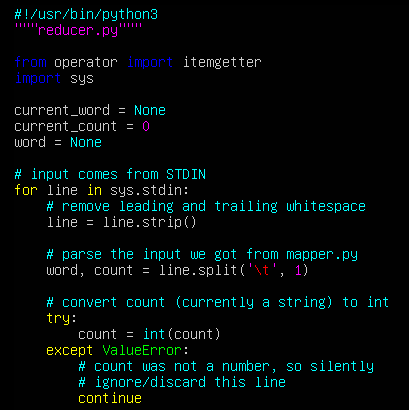 #!/usr/bin/python3
"""reducer.py"""

from operator import itemgetter
import sys

current_word = None
current_count = 0
word = None

# input comes from STDIN
for line in sys.stdin:
    # remove leading and trailing whitespace
    line = line.strip()

    # parse the input we got from mapper.py
    word, count = line.split('\t', 1)

    # convert count (currently a string) to int
    try:
        count = int(count)
    except ValueError:
        # count was not a number, so silently
        # ignore/discard this line
        continue